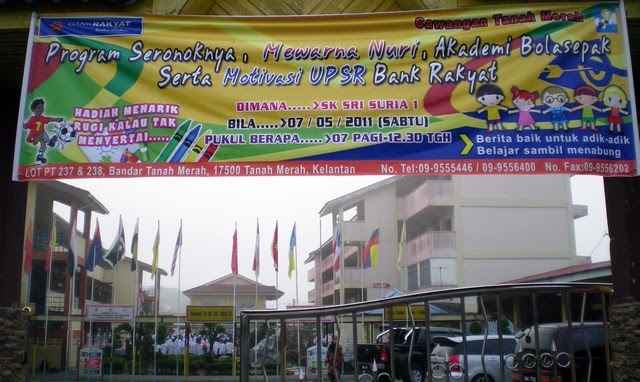 BANK RAKYAT
Cawangan Tanah Merah
Program Seronoknya, Mewarna Nuri, Akademi Bolasepak
Serta Motivasi UPSR Bank Rakyat
HADIAH MENARIK
RUGI KALAU TAK
MENYERTAI.....
DIMANA.....>SK SRI SURIA 1
BILA....>07 / 05 / 2011 (SABTU)
PUKUL BERAPA.....>07 PAGI-12.30 TGH
Berita baik untuk adik-adik
Belajar sambil menabung
LOT PT 237 & 238, Bandar Tanah Merah, 17500 Tanah Merah, Kelantan No. Tel:09-9555446 / 09-9556400 No. Fax:09-9556202